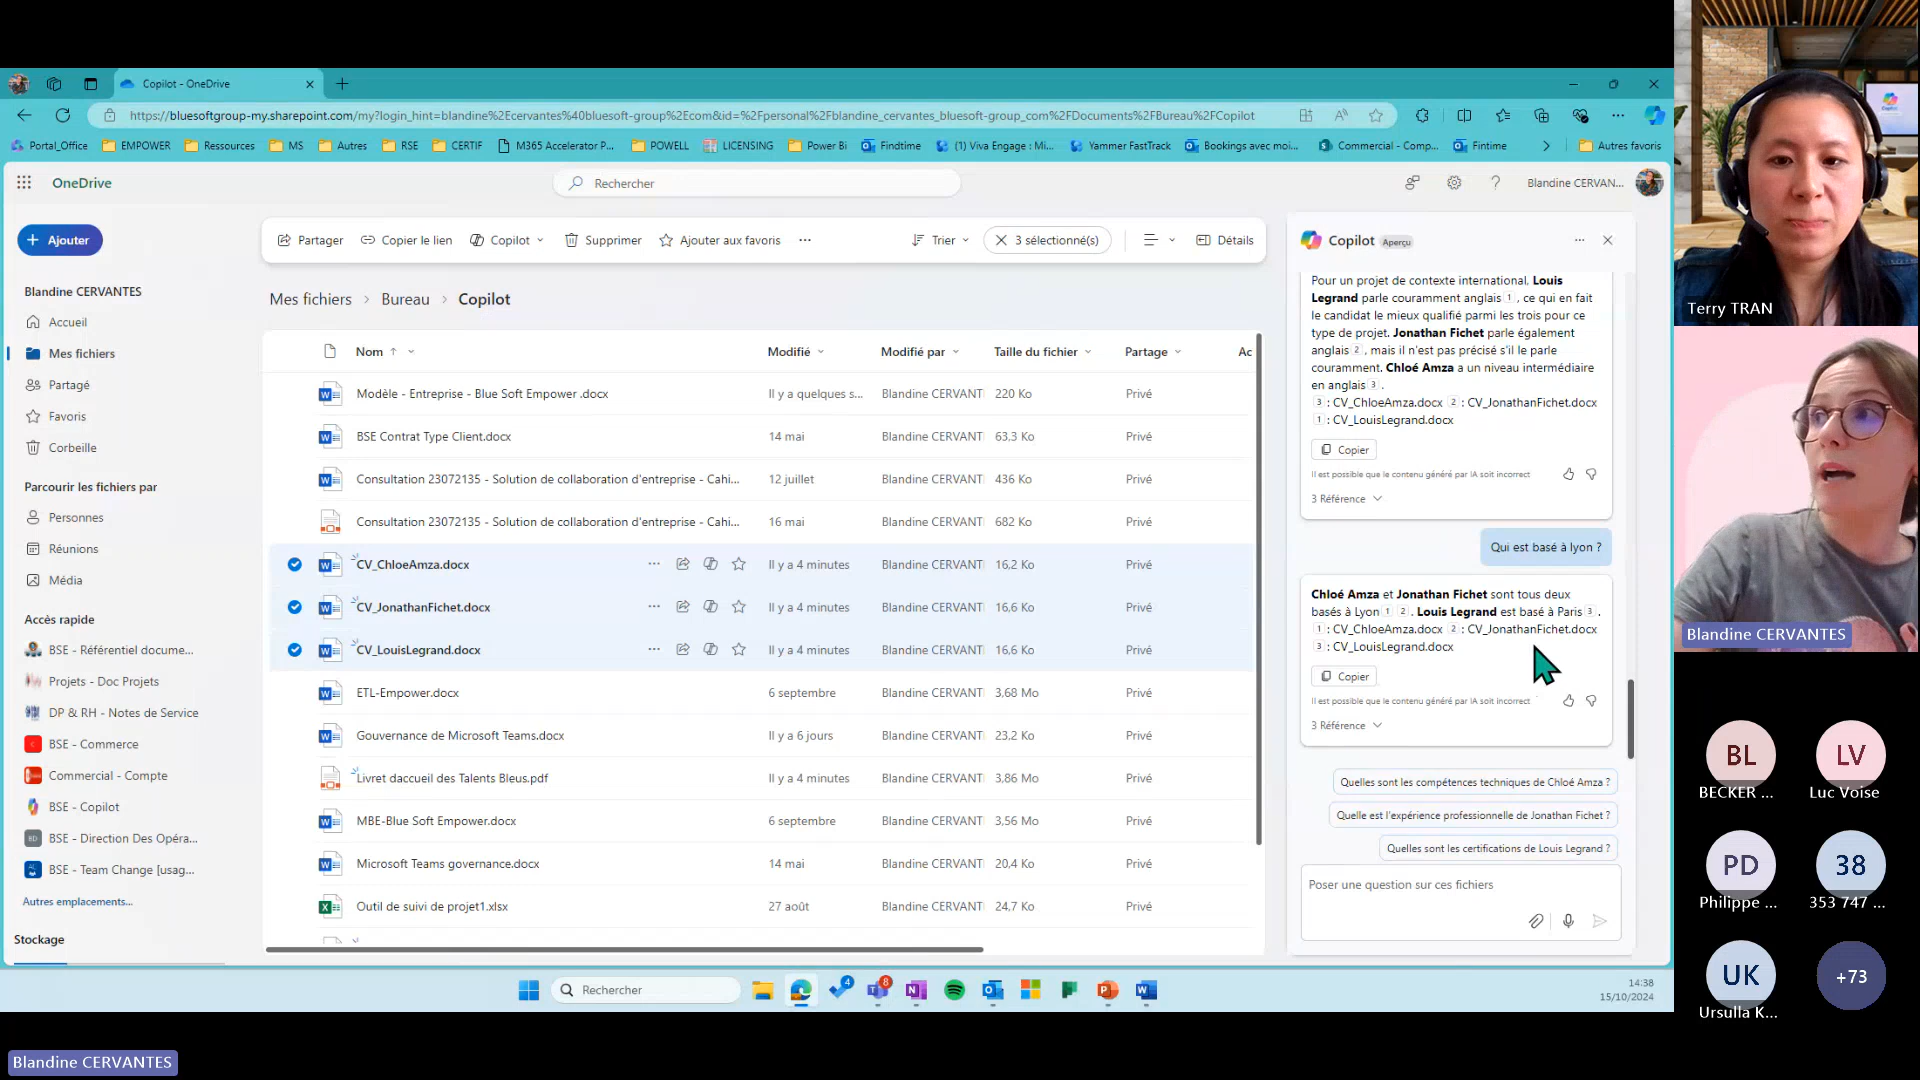 Copilot - OneDrive
https://bluesoftgroup-my.sharepoint.com/my?login_hint=blandine%2Ecervantes%40bluesoft-group%2Ecom&id=%2Fpersonal%2Fblandine_cervantes_bluesoft-group_com%2FDocuments%2FBureau%2FCopilot
Portal_Office
EMPOWER
Ressources
MS
Autres
RSE
CERTIF
M365 Accelerator P...
POWELL
LICENSING
Power Bi
Findtime
(1) Viva Engage : Mi...
Yammer FastTrack
Bookings avec moi...
Commercial - Comp...
Fintime
Autres favoris
OneDrive
Rechercher
Blandine CERVAN...
Ajouter
Blandine CERVANTES
Accueil
Mes fichiers
Partagé
Favoris
Corbeille
Parcourir les fichiers par
Personnes
Réunions
Média
Accès rapide
BSE - Référentiel docume...
Projets - Doc Projets
DP & RH - Notes de Service
BSE - Commerce
Commercial - Compte
BSE - Copilot
BSE - Direction Des Opéra...
BSE - Team Change [usag...
Autres emplacements...
Stockage
Partager
Copier le lien
Copilot
Supprimer
Ajouter aux favoris
Trier
3 sélectionné(s)
Détails
Mes fichiers > Bureau > Copilot
Nom Modifié Modifié par Taille du fichier Partage Ac
Modèle - Entreprise - Blue Soft Empower .docx Il y a quelques s... Blandine CERVANT 220 Ko Privé
BSE Contrat Type Client.docx 14 mai Blandine CERVANT 63,3 Ko Privé
Consultation 23072135 - Solution de collaboration d'entreprise - Cahi... 12 juillet Blandine CERVANT 436 Ko Privé
Consultation 23072135 - Solution de collaboration d'entreprise - Cahi... 16 mai Blandine CERVANT 682 Ko Privé
CV_ChloeAmza.docx Il y a 4 minutes Blandine CERVANT 16,2 Ko Privé
CV_JonathanFichet.docx Il y a 4 minutes Blandine CERVANT 16,6 Ko Privé
CV_LouisLegrand.docx Il y a 4 minutes Blandine CERVANT 16,6 Ko Privé
ETL-Empower.docx 6 septembre Blandine CERVANT 3,68 Mo Privé
Gouvernance de Microsoft Teams.docx Il y a 6 jours Blandine CERVANT 23,2 Ko Privé
Livret daccueil des Talents Bleus.pdf Il y a 4 minutes Blandine CERVANT 3,86 Mo Privé
MBE-Blue Soft Empower.docx 6 septembre Blandine CERVANT 3,56 Mo Privé
Microsoft Teams governance.docx 14 mai Blandine CERVANT 20,4 Ko Privé
Outil de suivi de projet1.xlsx 27 août Blandine CERVANT 24,7 Ko Privé
Copilot Aperçu
Pour un projet de contexte international, Louis
Legrand parle couramment anglais 1 , ce qui en fait
le candidat le mieux qualifié parmi les trois pour ce
type de projet. Jonathan Fichet parle également
anglais 2 , mais il n'est pas précisé s'il le parle
couramment. Chloé Amza a un niveau intermédiaire
en anglais 3 .
3 : CV_ChloeAmza.docx 2 : CV_JonathanFichet.docx
1 : CV_LouisLegrand.docx
Copier
Il est possible que le contenu généré par IA soit incorrect
3 Référence
Qui est basé à lyon ?
Chloé Amza et Jonathan Fichet sont tous deux
basés à Lyon 1 2 . Louis Legrand est basé à Paris 3 .
1 : CV_ChloeAmza.docx 2 : CV_JonathanFichet.docx
3 : CV_LouisLegrand.docx
Copier
Il est possible que le contenu généré par IA soit incorrect
3 Référence
Quelles sont les compétences techniques de Chloé Amza ?
Quelle est l'expérience professionnelle de Jonathan Fichet ?
Quelles sont les certifications de Louis Legrand ?
Poser une question sur ces fichiers
Rechercher
4
8
14:38
15/10/2024
Terry TRAN
Blandine CERVANTES
BL
BECKER ...
LV
Luc Voise
PD
Philippe ...
38
353 747 ...
UK
Ursulla K...
+73
Blandine CERVANTES